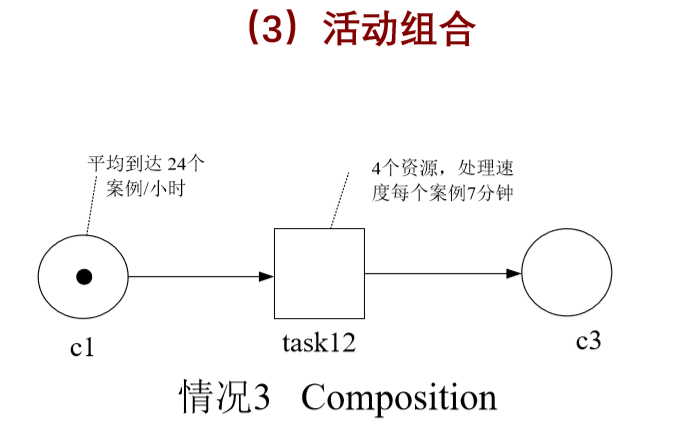 （3）活动组合
平均到达 24个
案例/小时
4个资源，处理速
度每个案例7分钟
c1
task12
c3
情况3 Composition